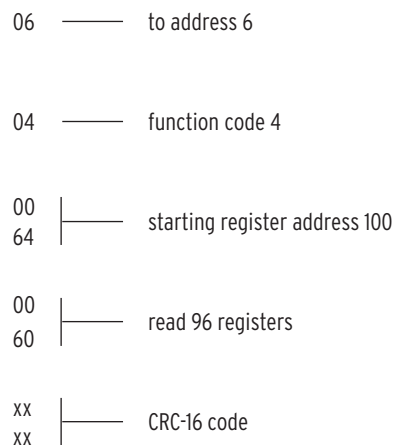 06 to address 6
04 function code 4
00
64
starting register address 100
00
60
read 96 registers
xx
xx
CRC-16 code